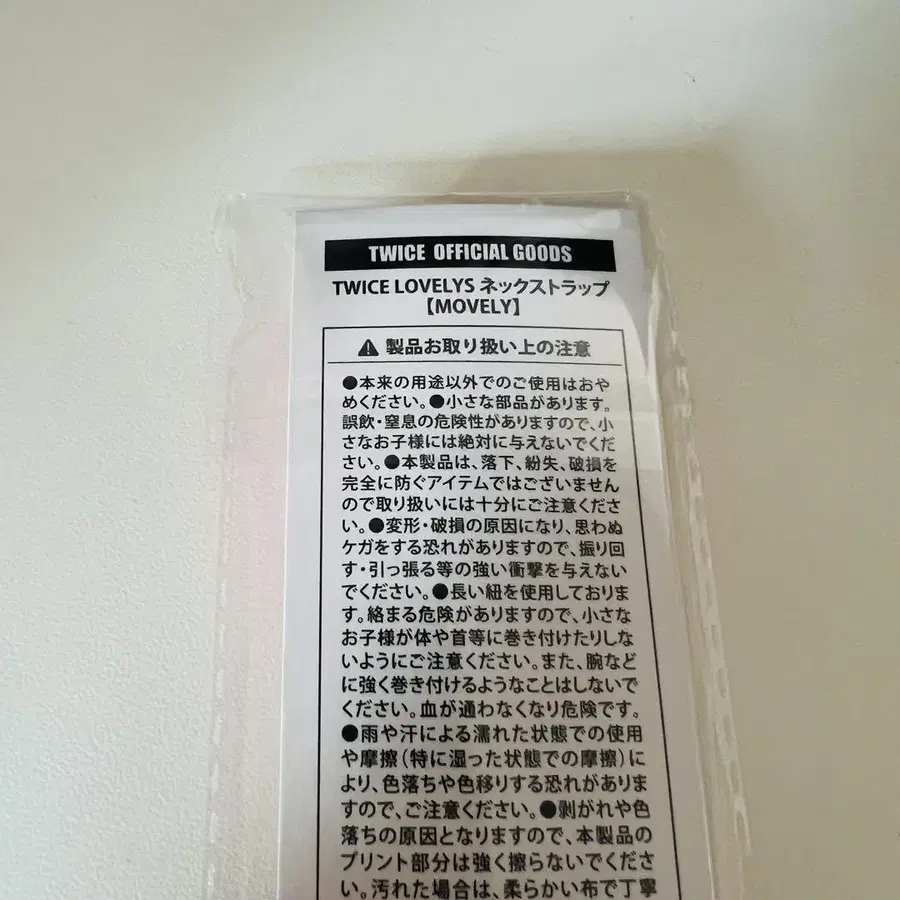 TWICE OFFICIAL GOODS
TWICE LOVELYS ネックストラップ
【MOVELY】
⚠ 製品お取り扱い上の注意
●本来の用途以外でのご使用はおや
めください。●小さな部品があります。
誤飲・窒息の危険性がありますので、小
さなお子様には絶対に与えないでくだ
さい。●本製品は、落下、紛失、破損を
完全に防ぐアイテムではございません
ので取り扱いには十分にご注意くださ
い。●変形・破損の原因になり、思わぬ
ケガをする恐れがありますので、振り回
す・引っ張る等の強い衝撃を与えない
でください。●長い紐を使用しておりま
す。絡まる危険がありますので、小さな
お子様が体や首等に巻き付けたりしな
いようにご注意ください。また、腕など
に強く巻き付けるようなことはしないで
ください。血が通わなくなり危険です。
●雨や汗による濡れた状態での使用
や摩擦（特に湿った状態での摩擦）に
より、色落ちや色移りする恐れがありま
すので、ご注意ください。●剥がれや色
落ちの原因となりますので、本製品の
プリント部分は強く擦らないでくださ
い。汚れた場合は、柔らかい布で丁寧